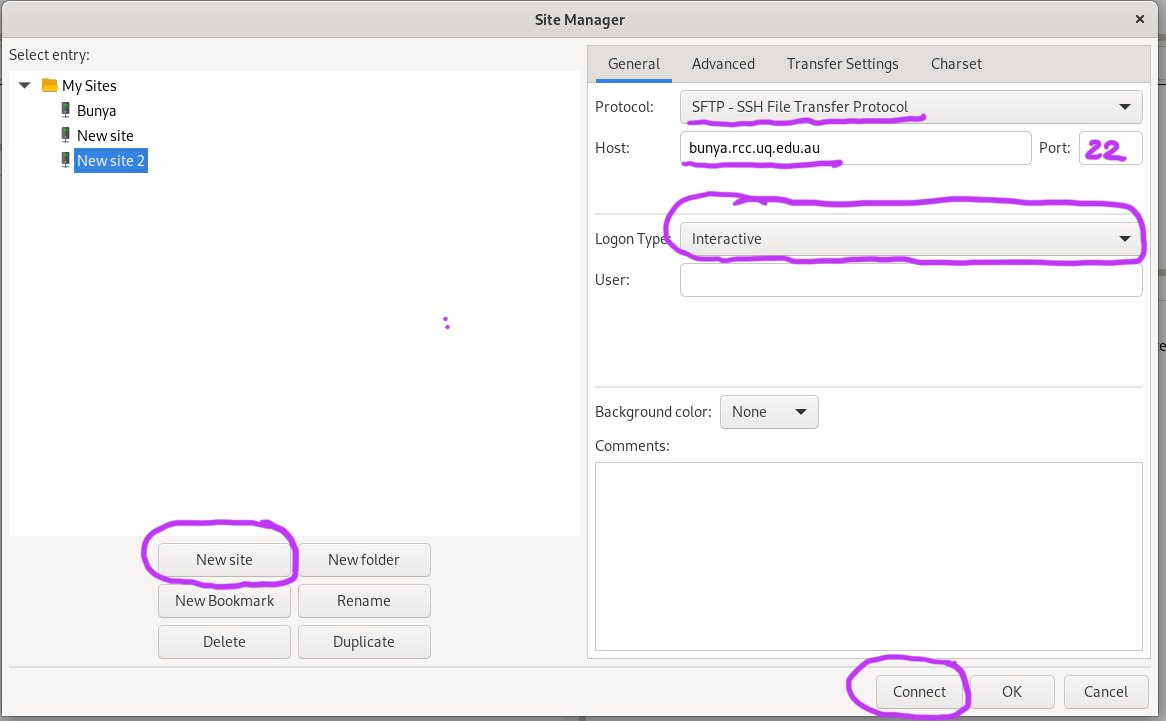 Site Manager
Select entry:
My Sites
Bunya
New site
New site 2
New site
New folder
New Bookmark
Rename
Delete
Duplicate
General
Advanced
Transfer Settings
Charset
Protocol:
SFTP - SSH File Transfer Protocol
Host:
bunya.rcc.uq.edu.au
Port:
22
Logon Type:
Interactive
User:
Background color:
None
Comments:
Connect
OK
Cancel